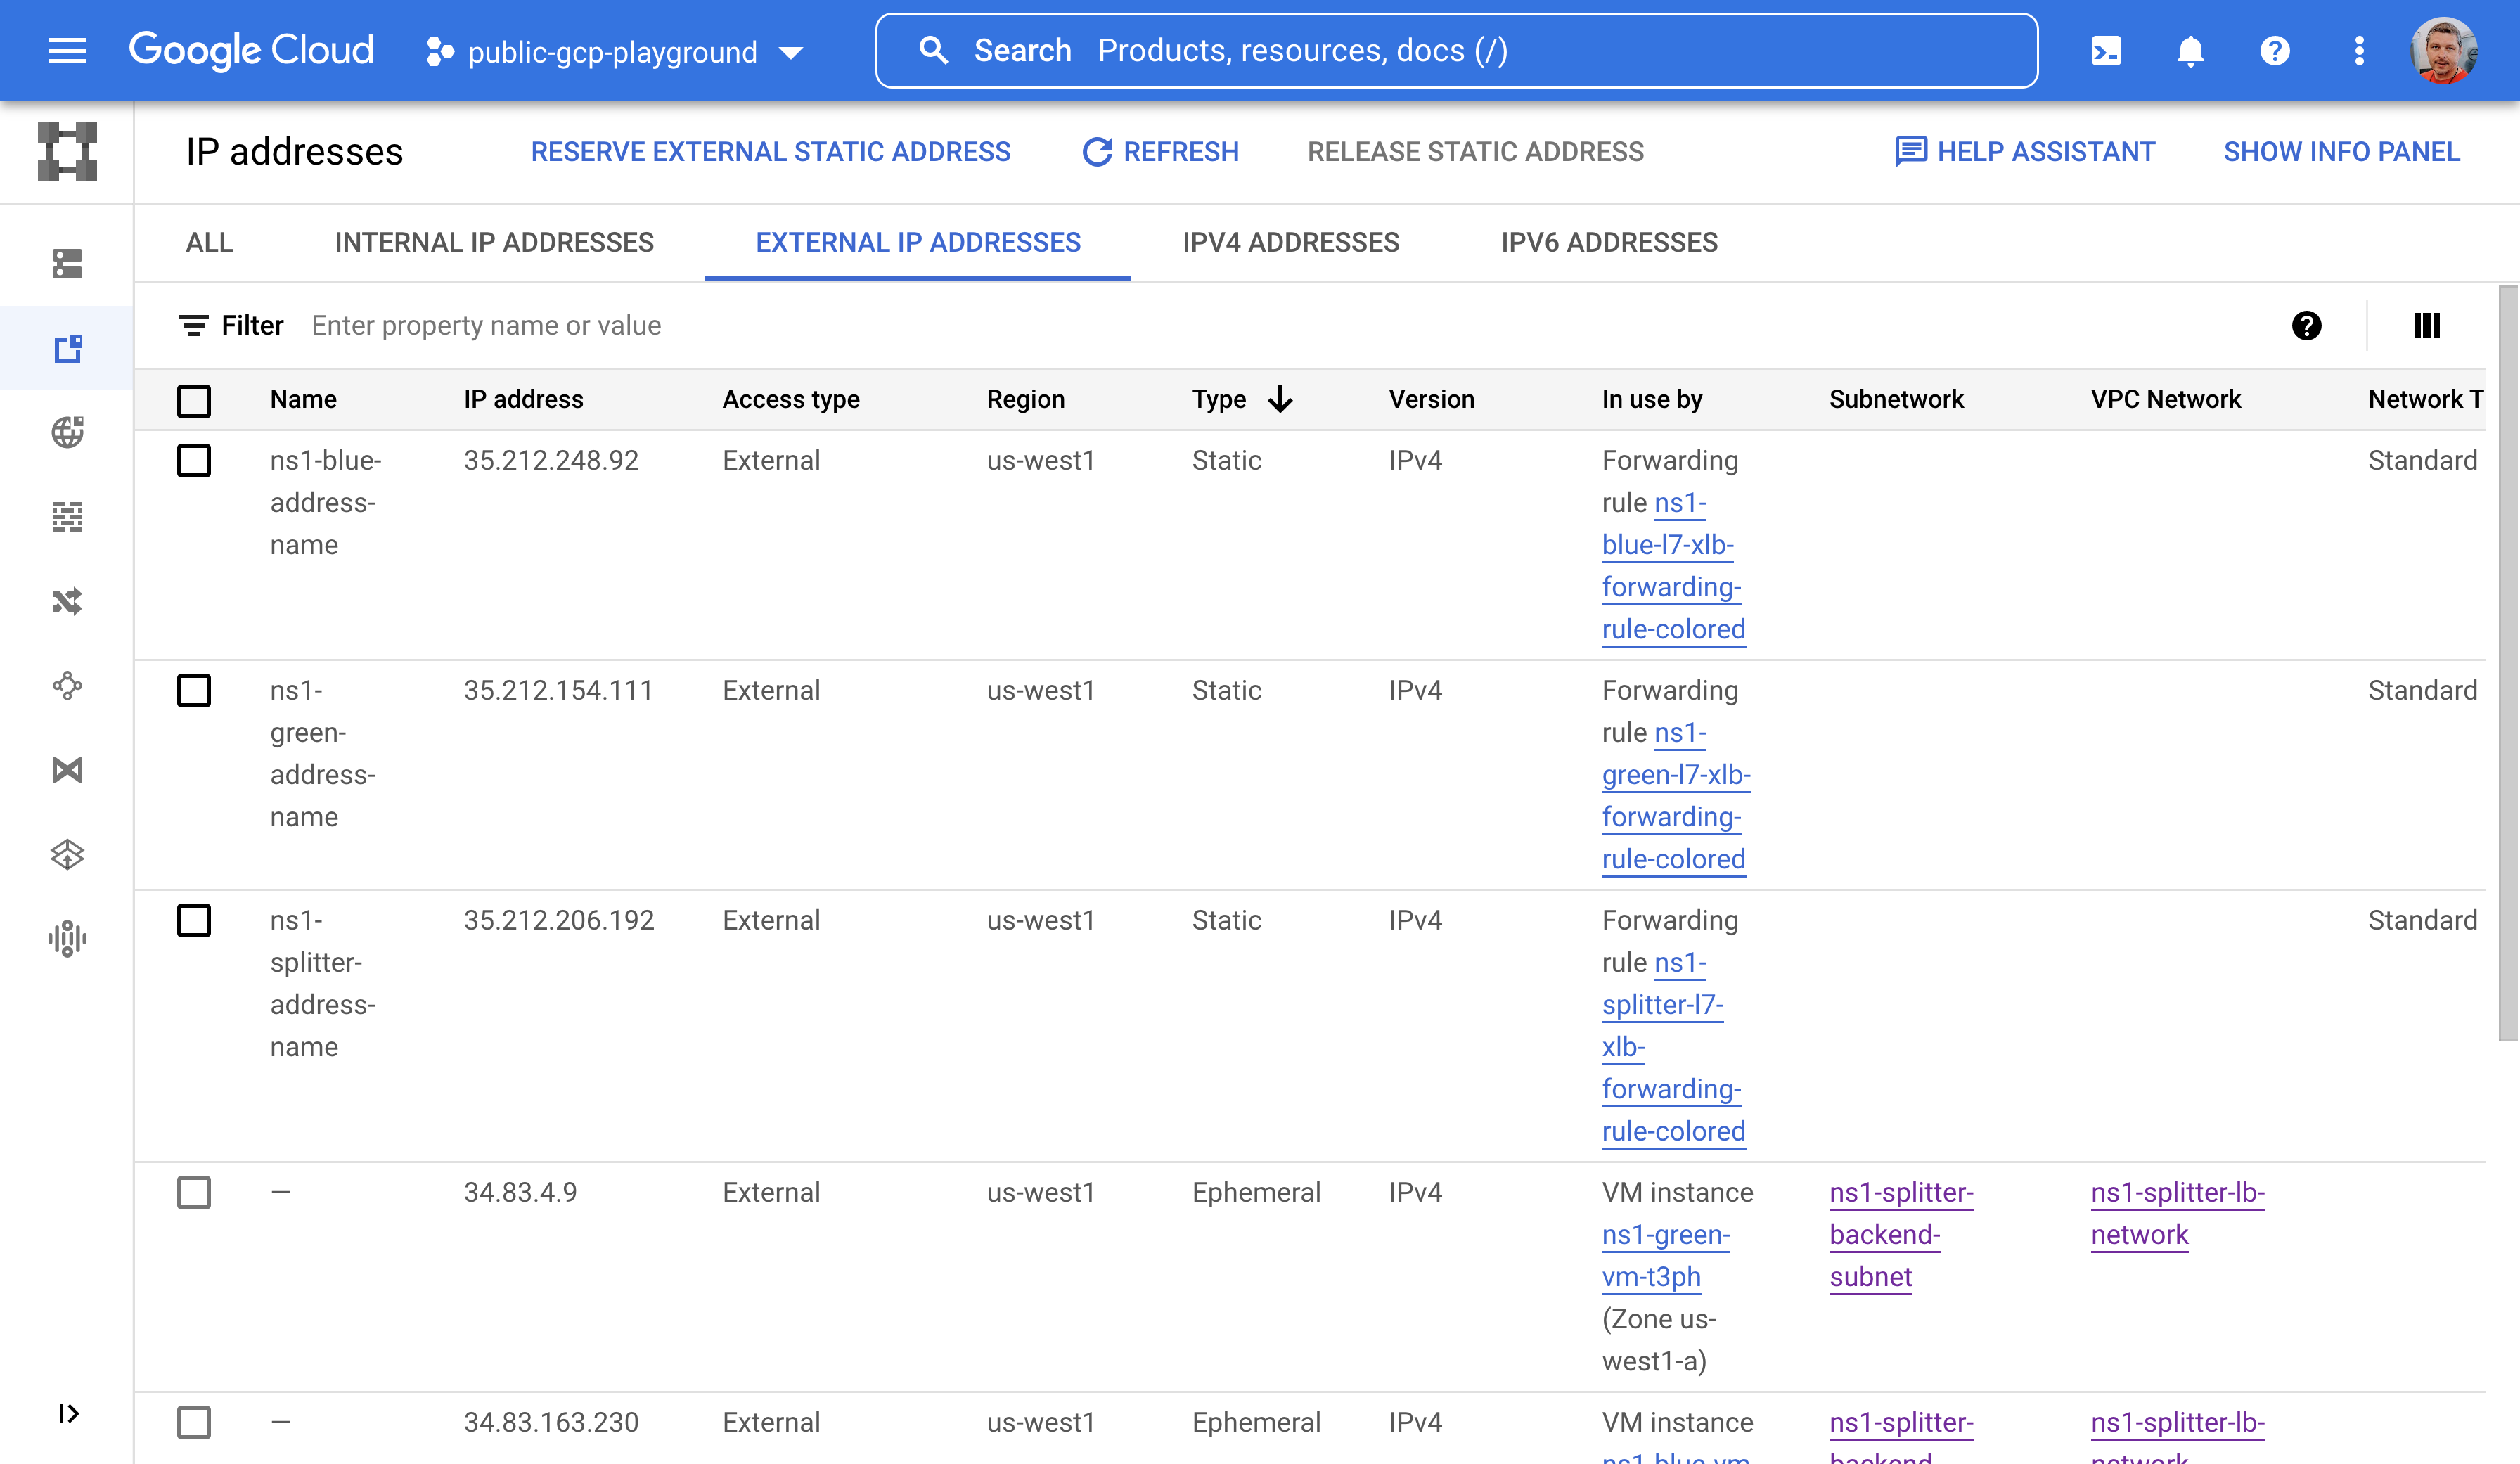 Google Cloud
public-gcp-playground
Search Products, resources, docs (/)
IP addresses
RESERVE EXTERNAL STATIC ADDRESS
REFRESH
RELEASE STATIC ADDRESS
HELP ASSISTANT
SHOW INFO PANEL
ALL
INTERNAL IP ADDRESSES
EXTERNAL IP ADDRESSES
IPV4 ADDRESSES
IPV6 ADDRESSES
Filter Enter property name or value
Name IP address Access type Region Type Version In use by Subnetwork VPC Network Network T
ns1-blue- 35.212.248.92 External us-west1 Static IPv4 Forwarding Standard
address- rule ns1-
name blue-l7-xlb-
forwarding-
rule-colored
ns1- 35.212.154.111 External us-west1 Static IPv4 Forwarding Standard
green- rule ns1-
address- green-l7-xlb-
name forwarding-
rule-colored
ns1- 35.212.206.192 External us-west1 Static IPv4 Forwarding Standard
splitter- rule ns1-
address- splitter-l7-
name xlb-
forwarding-
rule-colored
— 34.83.4.9 External us-west1 Ephemeral IPv4 VM instance ns1-splitter- ns1-splitter-lb-
ns1-green- backend- network
vm-t3ph subnet
(Zone us-
west1-a)
— 34.83.163.230 External us-west1 Ephemeral IPv4 VM instance ns1-splitter- ns1-splitter-lb-
ns1-blue-vm- backend- network